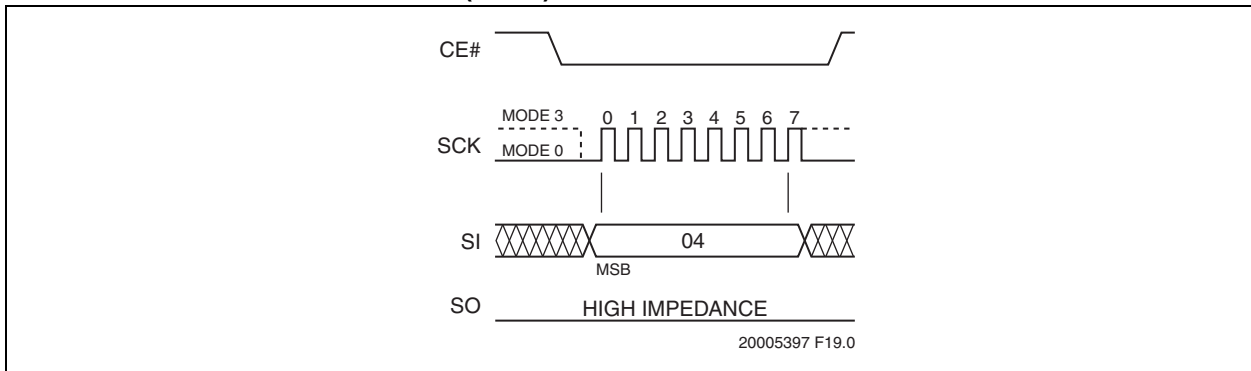 CE#
MODE 3
0 1 2 3 4 5 6 7
SCK
MODE 0
SI
04
MSB
SO
HIGH IMPEDANCE
20005397 F19.0